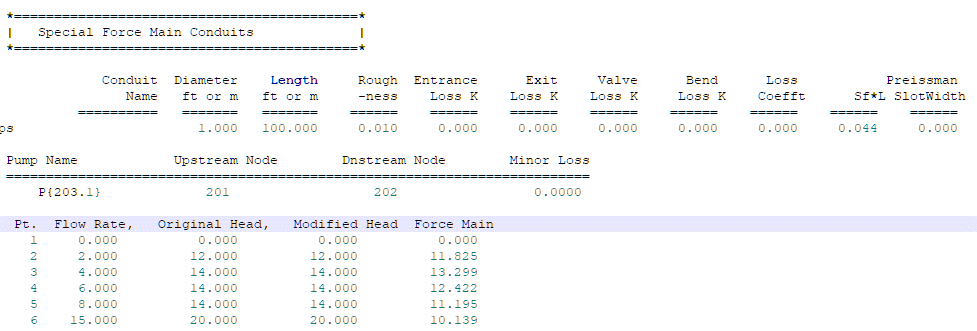 *===========================================*
| Special Force Main Conduits |
*===========================================*
Conduit Diameter Length Rough Entrance Exit Valve Bend Loss Preissman
Name ft or m ft or m -ness Loss K Loss K Loss K Loss K Coefft Sf*L SlotWidth
========== ======= ======= ====== ====== ====== ====== ====== ====== ====== ======
ps 1.000 100.000 0.010 0.000 0.000 0.000 0.000 0.000 0.044 0.000
Pump Name Upstream Node Dnstream Node Minor Loss
=========================================================================
P{203.1} 201 202 0.0000
Pt. Flow Rate, Original Head, Modified Head Force Main
1 0.000 0.000 0.000 0.000
2 2.000 12.000 12.000 11.825
3 4.000 14.000 14.000 13.299
4 6.000 14.000 14.000 12.422
5 8.000 14.000 14.000 11.195
6 15.000 20.000 20.000 10.139